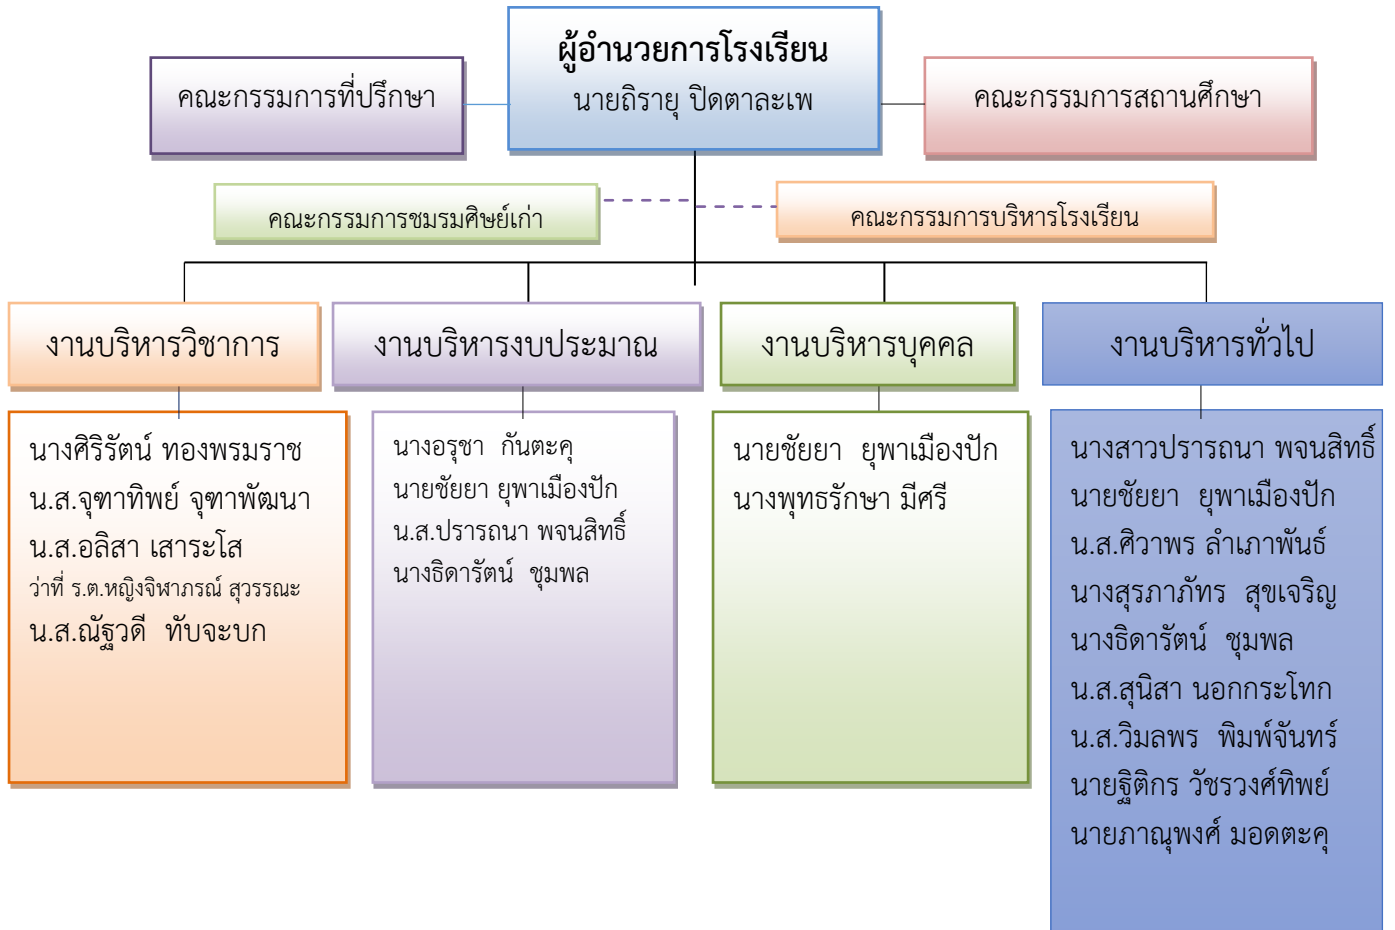 ผู้อำนวยการโรงเรียน
นายถิรายุ ปิดตาละเพ
คณะกรรมการที่ปรึกษา
คณะกรรมการสถานศึกษา
คณะกรรมการชมรมศิษย์เก่า
คณะกรรมการบริหารโรงเรียน
งานบริหารวิชาการ
นางศิริรัตน์ ทองพรมราช
น.ส.จุฑาทิพย์ จุฑาพัฒนา
น.ส.อลิสา เสาระโส
ว่าที่ ร.ต.หญิงจิฬาภรณ์ สุวรรณะ
น.ส.ณัฐวดี ทับจะบก
งานบริหารงบประมาณ
นางอรุชา กันตะคุ
นายชัยยา ยุพาเมืองปัก
น.ส.ปรารถนา พจนสิทธิ์
นางธิดารัตน์ ชุมพล
งานบริหารบุคคล
นายชัยยา ยุพาเมืองปัก
นางพุทธรักษา มีศรี
งานบริหารทั่วไป
นางสาวปรารถนา พจนสิทธิ์
นายชัยยา ยุพาเมืองปัก
น.ส.ศิวาพร ลำเภาพันธ์
นางสุรภาภัทร สุขเจริญ
นางธิดารัตน์ ชุมพล
น.ส.สุนิสา นอกกระโทก
น.ส.วิมลพร พิมพ์จันทร์
นายฐิติกร วัชรวงศ์ทิพย์
นายภาณุพงศ์ มอดตะคุ